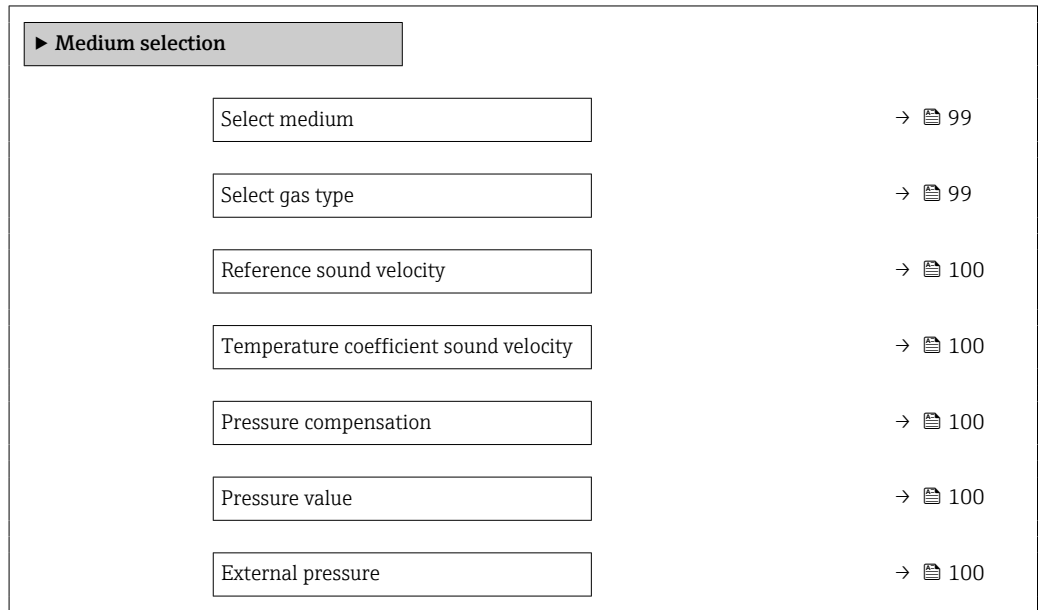 ▶ Medium selection
Select medium → 99
Select gas type → 99
Reference sound velocity → 100
Temperature coefficient sound velocity → 100
Pressure compensation → 100
Pressure value → 100
External pressure → 100